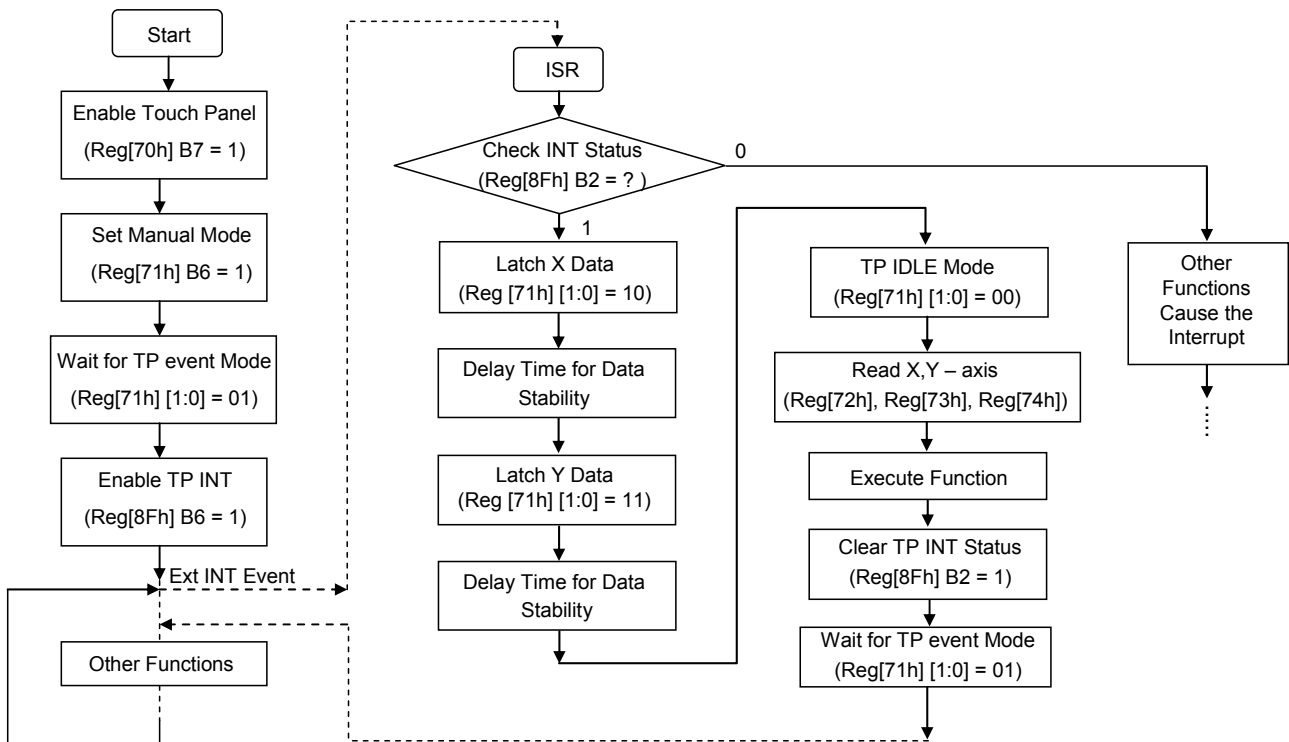 Start
Enable Touch Panel
(Reg[70h] B7 = 1)
Set Manual Mode
(Reg[71h] B6 = 1)
Wait for TP event Mode
(Reg[71h] [1:0] = 01)
Enable TP INT
(Reg[8Fh] B6 = 1)
Ext INT Event
Other Functions
ISR
Check INT Status
(Reg[8Fh] B2 = ? )
0
1
Latch X Data
(Reg [71h] [1:0] = 10)
Delay Time for Data
Stability
Latch Y Data
(Reg [71h] [1:0] = 11)
Delay Time for Data
Stability
TP IDLE Mode
(Reg[71h] [1:0] = 00)
Read X,Y – axis
(Reg[72h], Reg[73h], Reg[74h])
Execute Function
Clear TP INT Status
(Reg[8Fh] B2 = 1)
Wait for TP event Mode
(Reg[71h] [1:0] = 01)
Other
Functions
Cause the
Interrupt